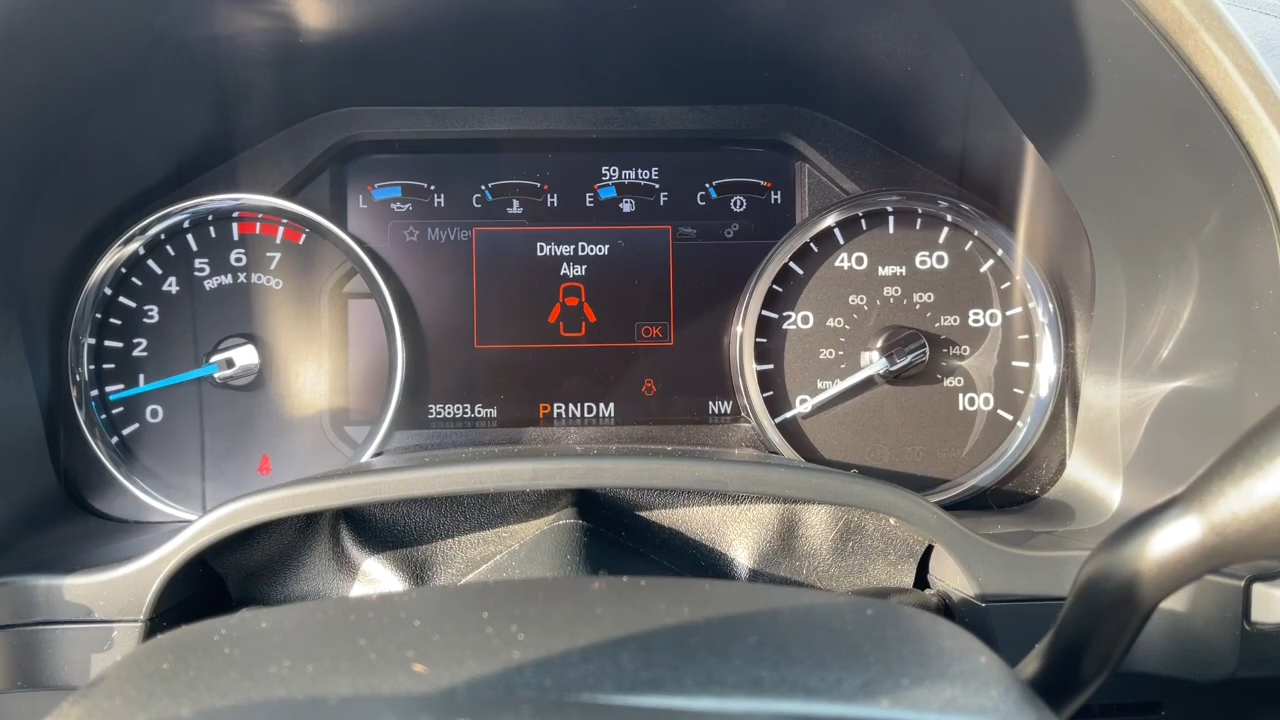 59 mi to E
L H C H E F C H
MyView
Driver Door
Ajar
OK
35893.6mi
PRNDM
NW
0 1 2 3 4 5 6 7
RPM X 1000
0 20 40 60 80 100
MPH
20 40 60 80 100 120 140 160
km/h